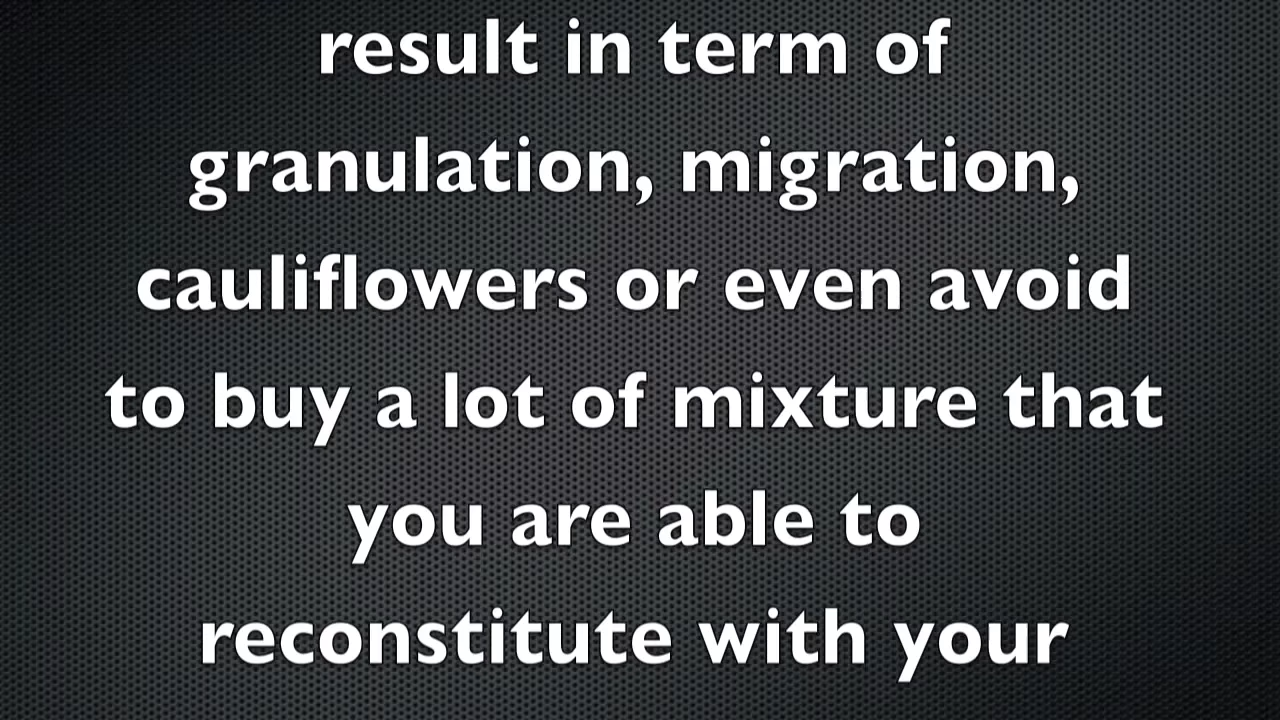 result in term of
granulation, migration,
cauliflowers or even avoid
to buy a lot of mixture that
you are able to
reconstitute with your